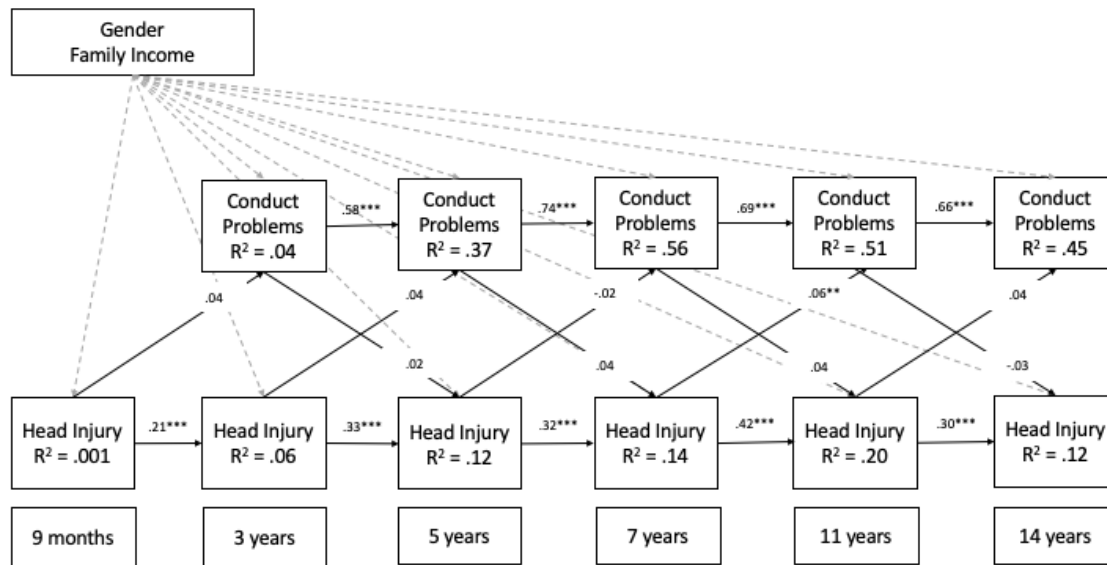 Gender
Family Income
Conduct
Problems
R² = .04
.58***
Conduct
Problems
R² = .37
.74***
Conduct
Problems
R² = .56
.69***
Conduct
Problems
R² = .51
.66***
Conduct
Problems
R² = .45
.04
.04
-.02
.06**
.04
.02
.04
.04
-.03
Head Injury
R² = .001
.21***
Head Injury
R² = .06
.33***
Head Injury
R² = .12
.32***
Head Injury
R² = .14
.42***
Head Injury
R² = .20
.30***
Head Injury
R² = .12
9 months
3 years
5 years
7 years
11 years
14 years